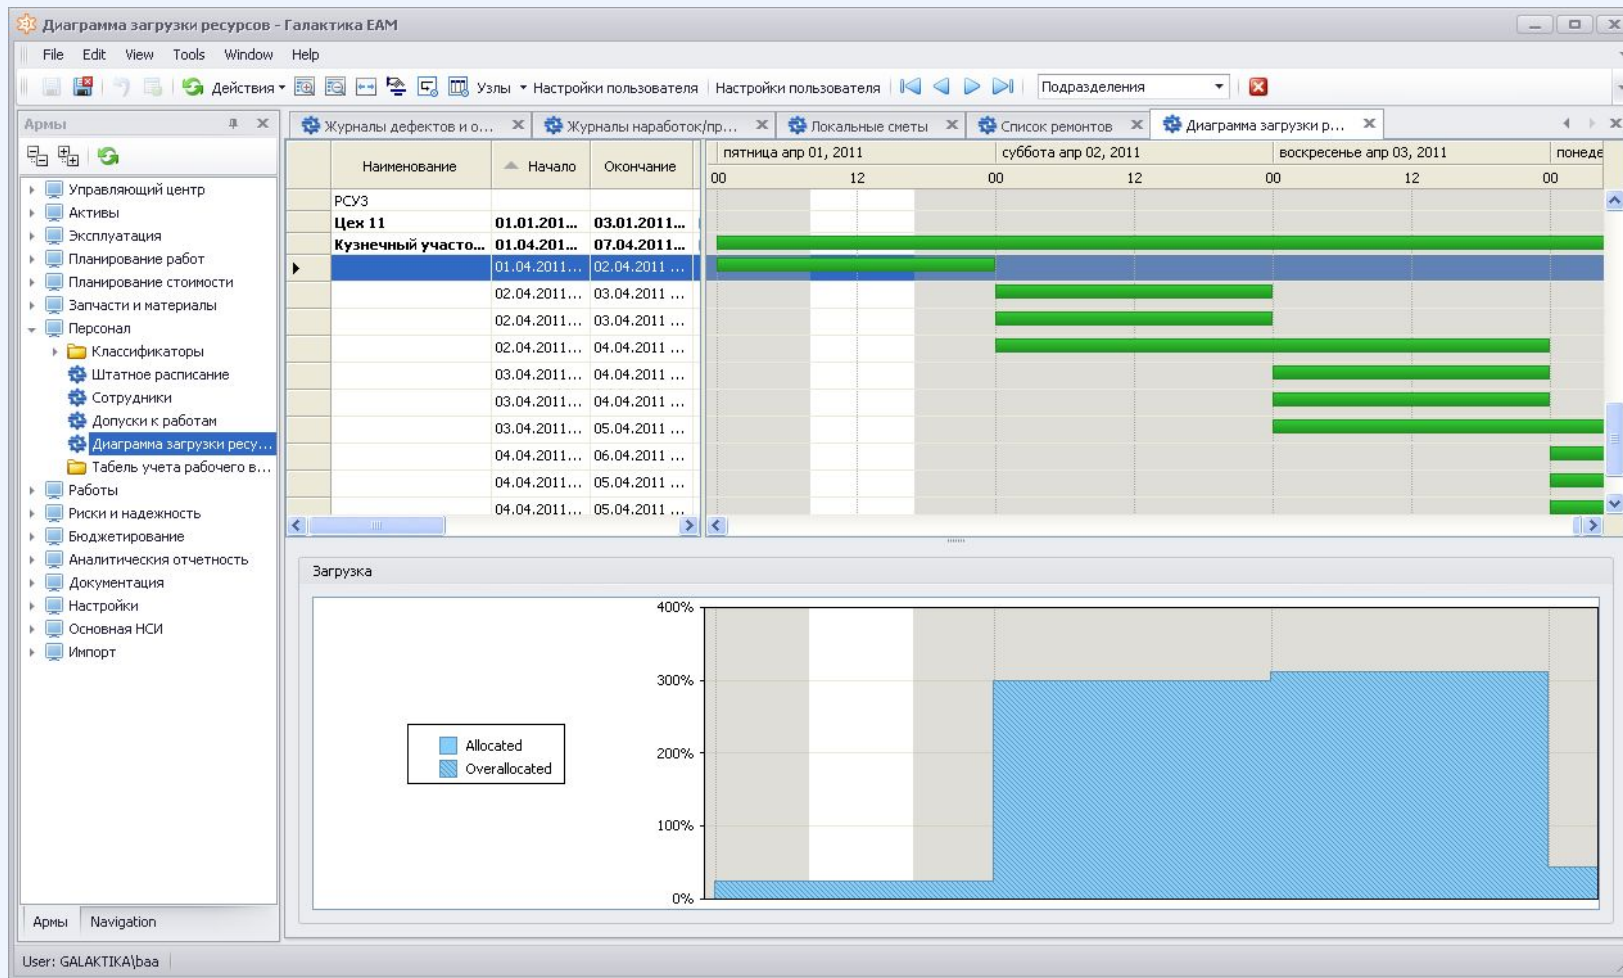 Диаграмма загрузки ресурсов - Галактика EAM
File Edit View Tools Window Help
Действия Узлы Настройки пользователя Настройки пользователя Подразделения
Армы
Журналы дефектов и о... Журналы наработок/пр... Локальные сметы Список ремонтов Диаграмма загрузки р...
Управляющий центр
Активы
Эксплуатация
Планирование работ
Планирование стоимости
Запчасти и материалы
Персонал
Классификаторы
Штатное расписание
Сотрудники
Допуски к работам
Диаграмма загрузки ресу...
Табель учета рабочего в...
Работы
Риски и надежность
Бюджетирование
Аналитическия отчетность
Документация
Настройки
Основная НСИ
Импорт
Армы Navigation
Наименование Начало Окончание
пятница апр 01, 2011 суббота апр 02, 2011 воскресенье апр 03, 2011 понеде
00 12 00 12 00 12 00
РСУ3
Цех 11 01.01.201... 03.01.2011...
Кузнечный участо... 01.04.201... 07.04.2011...
01.04.2011... 02.04.2011 ...
02.04.2011... 03.04.2011 ...
02.04.2011... 03.04.2011 ...
02.04.2011... 04.04.2011 ...
03.04.2011... 04.04.2011 ...
03.04.2011... 04.04.2011 ...
03.04.2011... 05.04.2011 ...
04.04.2011... 06.04.2011 ...
04.04.2011... 05.04.2011 ...
04.04.2011... 05.04.2011 ...
Загрузка
400%
300%
200%
100%
0%
Allocated
Overallocated
User: GALAKTIKA\baa